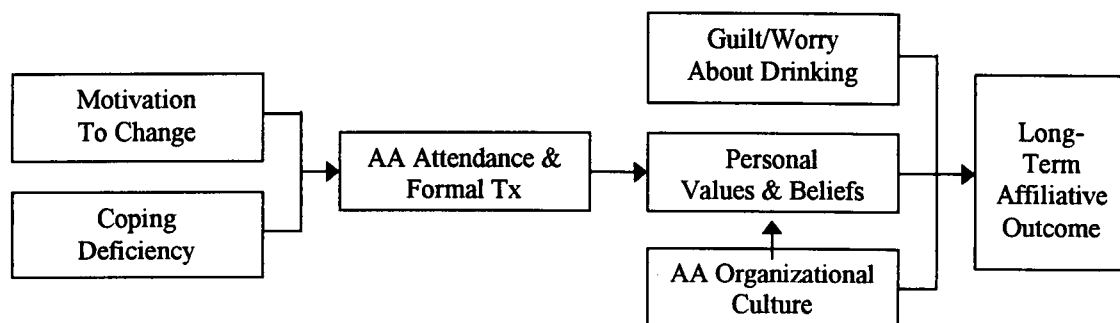 Motivation
To Change
Coping
Deficiency
AA Attendance &
Formal Tx
Guilt/Worry
About Drinking
Personal
Values & Beliefs
AA Organizational
Culture
Long-
Term
Affiliative
Outcome